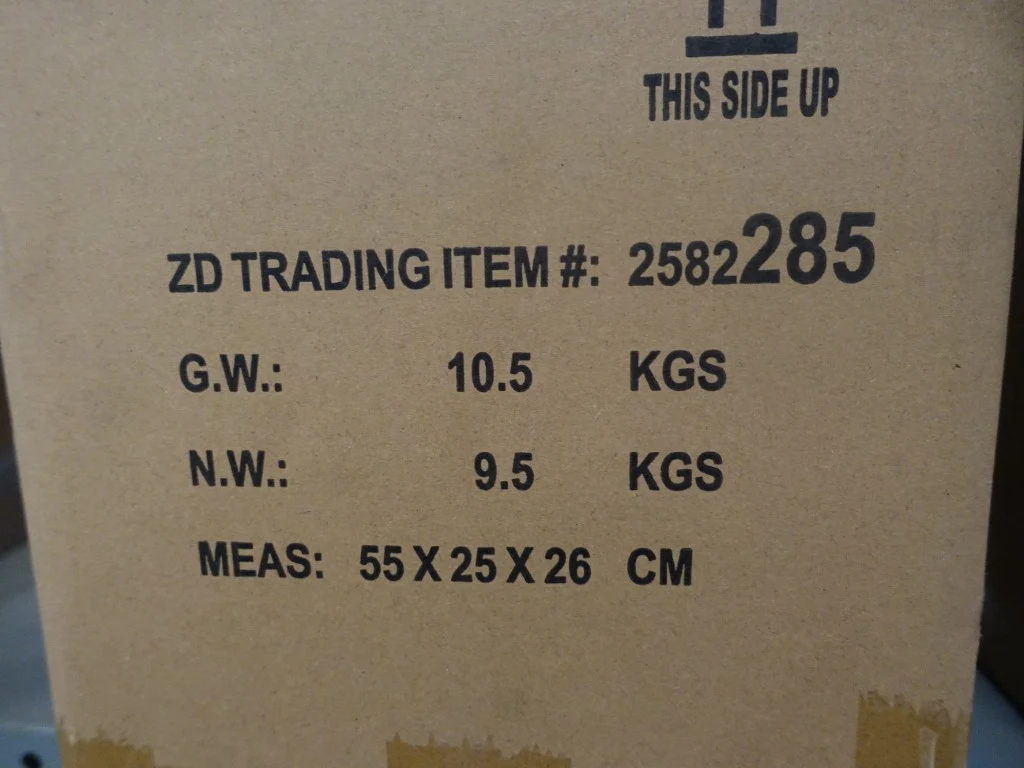 THIS SIDE UP
ZD TRADING ITEM #: 2582285
G.W.: 10.5 KGS
N.W.: 9.5 KGS
MEAS: 55 X 25 X 26 CM